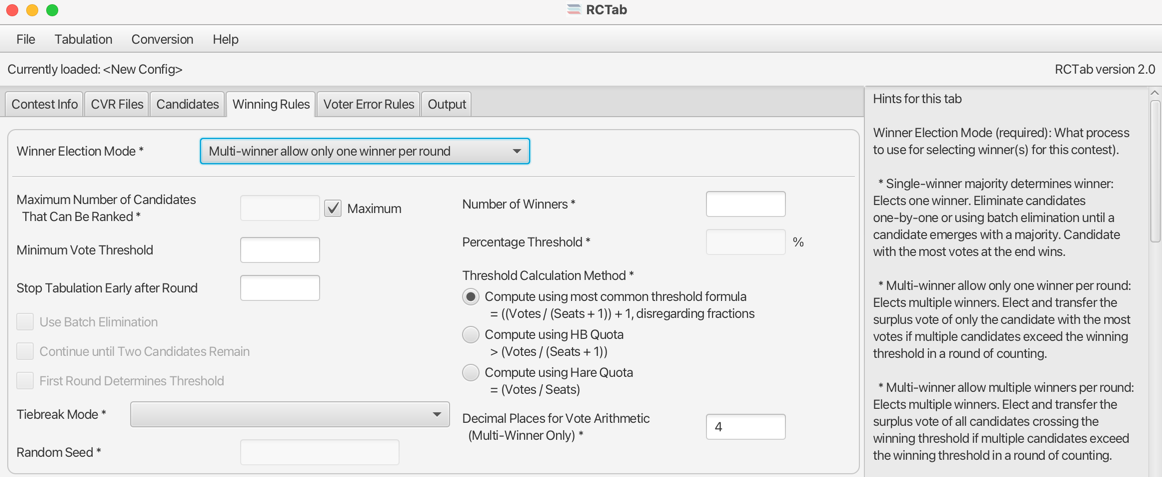 RCTab
File Tabulation Conversion Help
Currently loaded: <New Config> RCTab version 2.0
Contest Info CVR Files Candidates Winning Rules Voter Error Rules Output
Winner Election Mode * Multi-winner allow only one winner per round
Maximum Number of Candidates
That Can Be Ranked * Maximum
Minimum Vote Threshold
Stop Tabulation Early after Round
Use Batch Elimination
Continue until Two Candidates Remain
First Round Determines Threshold
Tiebreak Mode *
Random Seed *
Number of Winners *
Percentage Threshold * %
Threshold Calculation Method *
Compute using most common threshold formula
= ((Votes / (Seats + 1)) + 1, disregarding fractions
Compute using HB Quota
> (Votes / (Seats + 1))
Compute using Hare Quota
= (Votes / Seats)
Decimal Places for Vote Arithmetic
(Multi-Winner Only) * 4
Hints for this tab
Winner Election Mode (required): What process
to use for selecting winner(s) for this contest).
* Single-winner majority determines winner:
Elects one winner. Eliminate candidates
one-by-one or using batch elimination until a
candidate emerges with a majority. Candidate
with the most votes at the end wins.
* Multi-winner allow only one winner per round:
Elects multiple winners. Elect and transfer the
surplus vote of only the candidate with the most
votes if multiple candidates exceed the winning
threshold in a round of counting.
* Multi-winner allow multiple winners per round:
Elects multiple winners. Elect and transfer the
surplus vote of all candidates crossing the
winning threshold if multiple candidates exceed
the winning threshold in a round of counting.